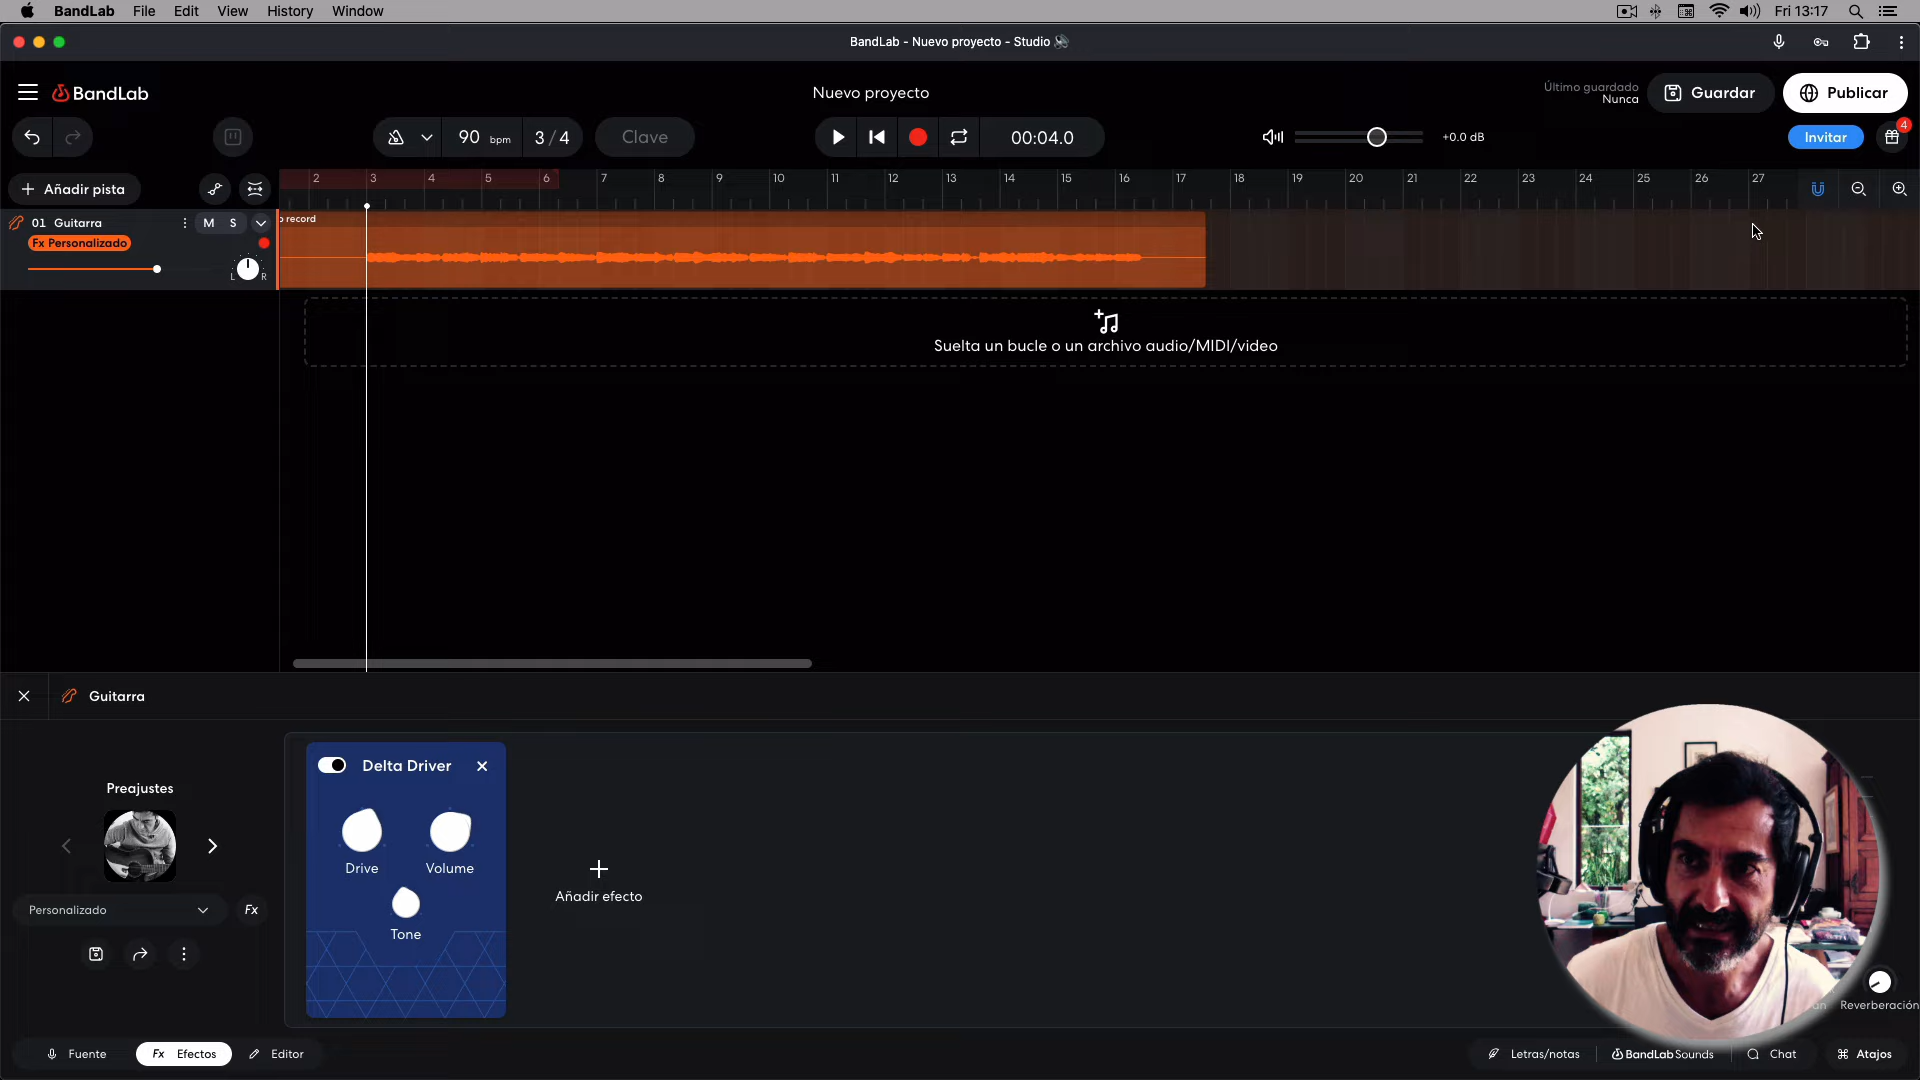 BandLab File Edit View History Window Fri 13:17
BandLab - Nuevo proyecto - Studio
BandLab
Nuevo proyecto
Último guardado
Nunca
Guardar
Publicar
90 bpm 3 / 4 Clave 00:04.0 +0.0 dB Invitar 4
Añadir pista
2 3 4 5 6 7 8 9 10 11 12 13 14 15 16 17 18 19 20 21 22 23 24 25 26 27
01 Guitarra M S
record
Fx Personalizado
L R
Suelta un bucle o un archivo audio/MIDI/video
Guitarra
Delta Driver
Preajustes
Drive Volume
Añadir efecto
Personalizado Fx
Tone
Reverberación
Fuente Fx Efectos Editor Letras/notas BandLab Sounds Chat Atajos